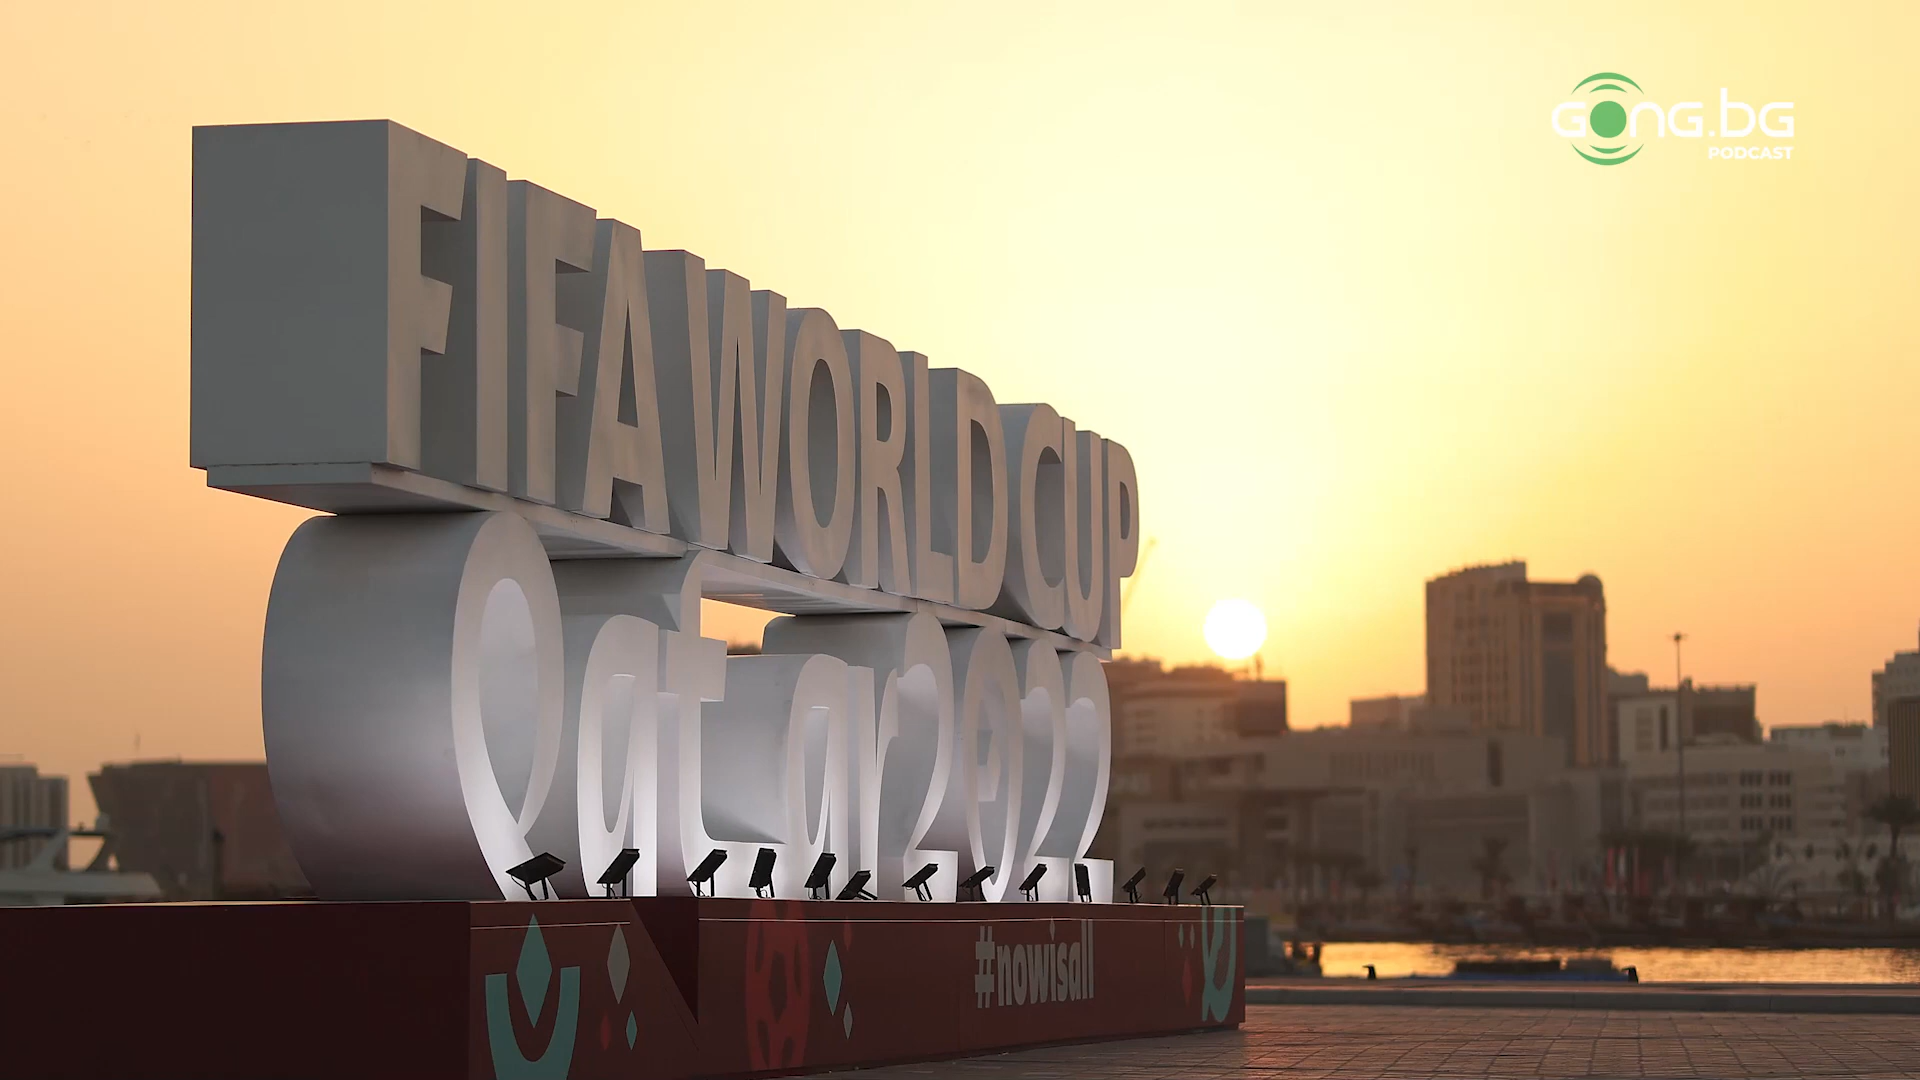 GONG.bg
PODCAST
FIFA WORLD CUP
Qatar2022
#nowisall